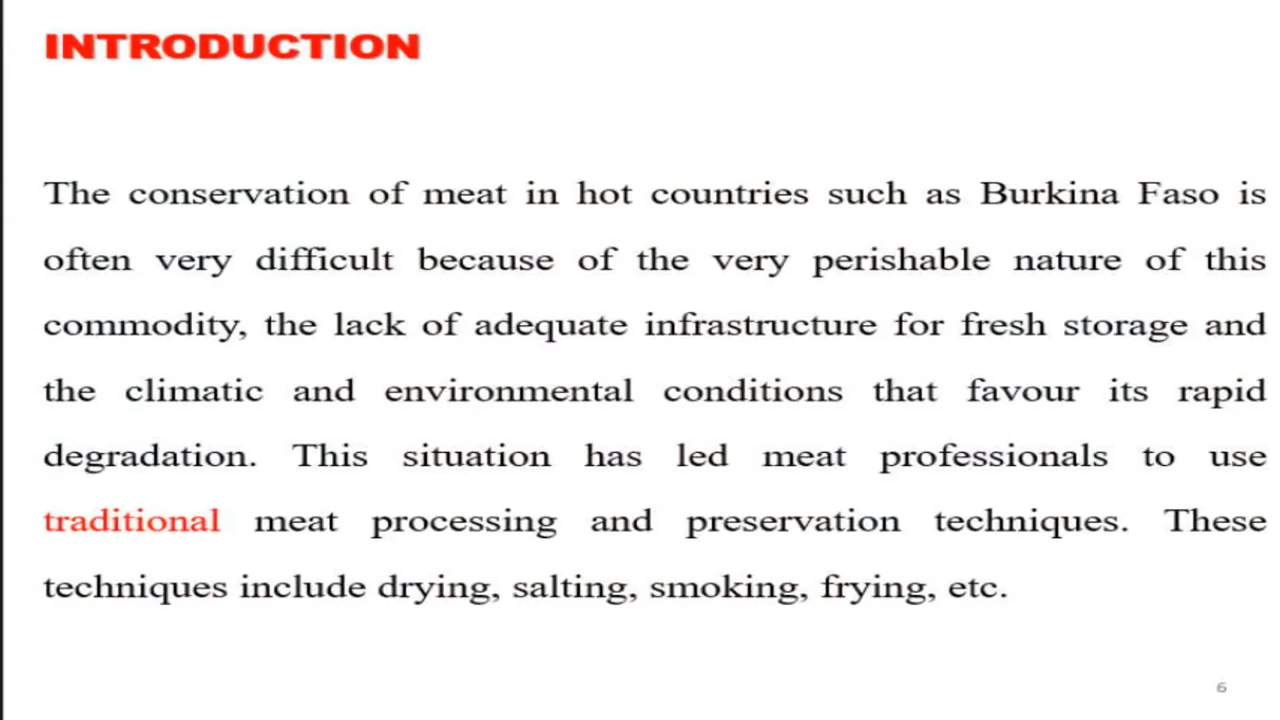 INTRODUCTION
The conservation of meat in hot countries such as Burkina Faso is
often very difficult because of the very perishable nature of this
commodity, the lack of adequate infrastructure for fresh storage and
the climatic and environmental conditions that favour its rapid
degradation. This situation has led meat professionals to use
traditional meat processing and preservation techniques. These
techniques include drying, salting, smoking, frying, etc.
6